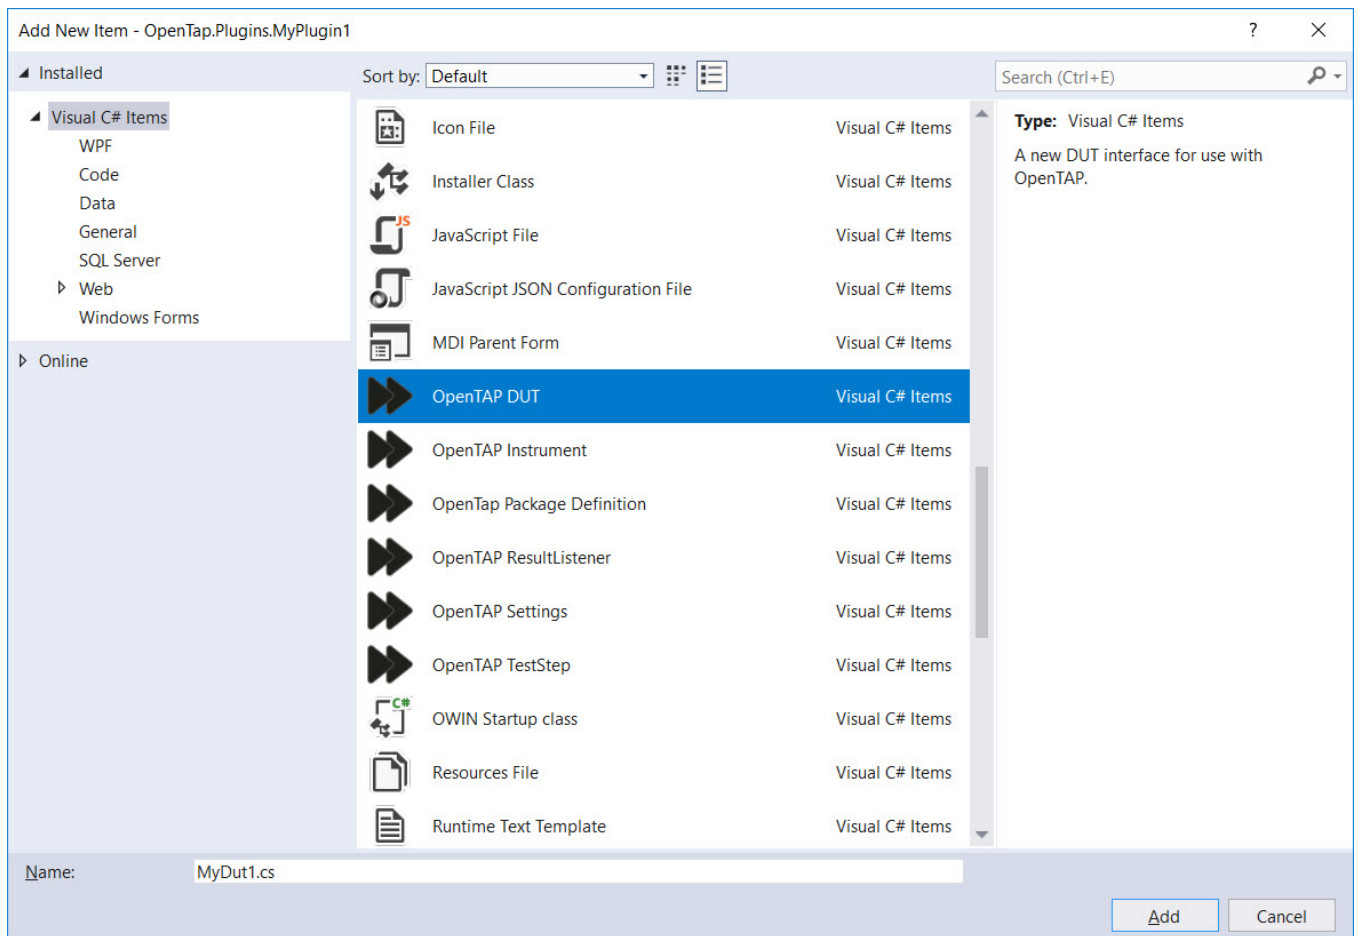 Add New Item - OpenTap.Plugins.MyPlugin1
?
Installed
Sort by: Default
Search (Ctrl+E)
Visual C# Items
WPF
Code
Data
General
SQL Server
Web
Windows Forms
Online
Icon File Visual C# Items
Installer Class Visual C# Items
JS
JavaScript File Visual C# Items
JavaScript JSON Configuration File Visual C# Items
MDI Parent Form Visual C# Items
OpenTAP DUT Visual C# Items
OpenTAP Instrument Visual C# Items
OpenTap Package Definition Visual C# Items
OpenTAP ResultListener Visual C# Items
OpenTAP Settings Visual C# Items
OpenTAP TestStep Visual C# Items
C#
OWIN Startup class Visual C# Items
Resources File Visual C# Items
Runtime Text Template Visual C# Items
Type: Visual C# Items
A new DUT interface for use with
OpenTAP.
Name: MyDut1.cs
Add Cancel